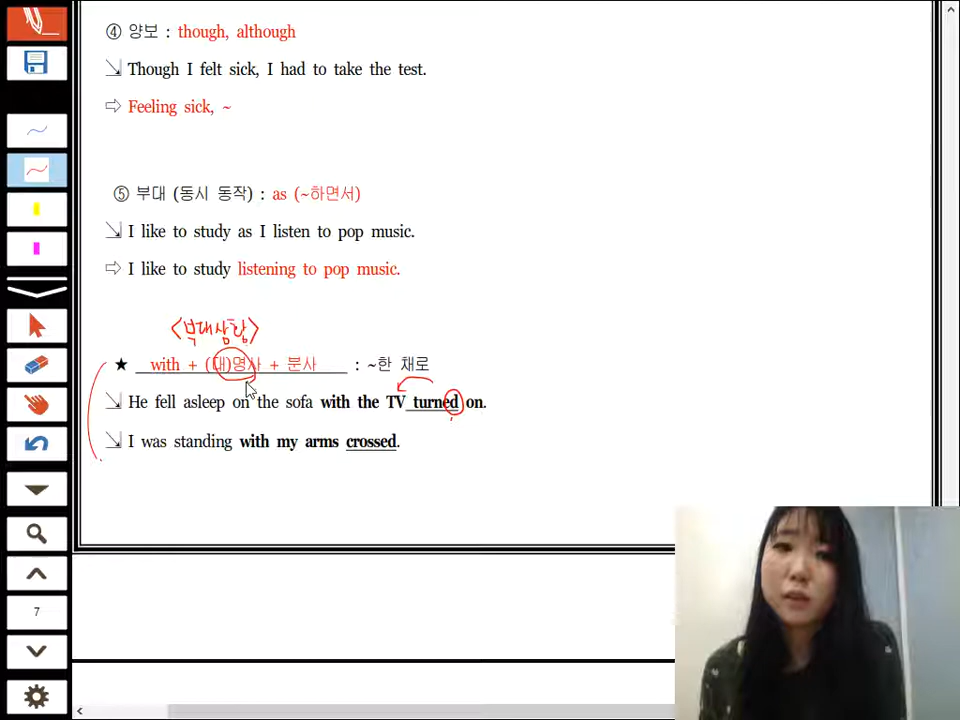 ④ 양보 : though, although
Though I felt sick, I had to take the test.
⇨ Feeling sick, ~
⑤ 부대 (동시 동작) : as (~하면서)
I like to study as I listen to pop music.
⇨ I like to study listening to pop music.
<부대상황>
★ with + (대)명사 + 분사 : ~한 채로
He fell asleep on the sofa with the TV turned on.
I was standing with my arms crossed.
7